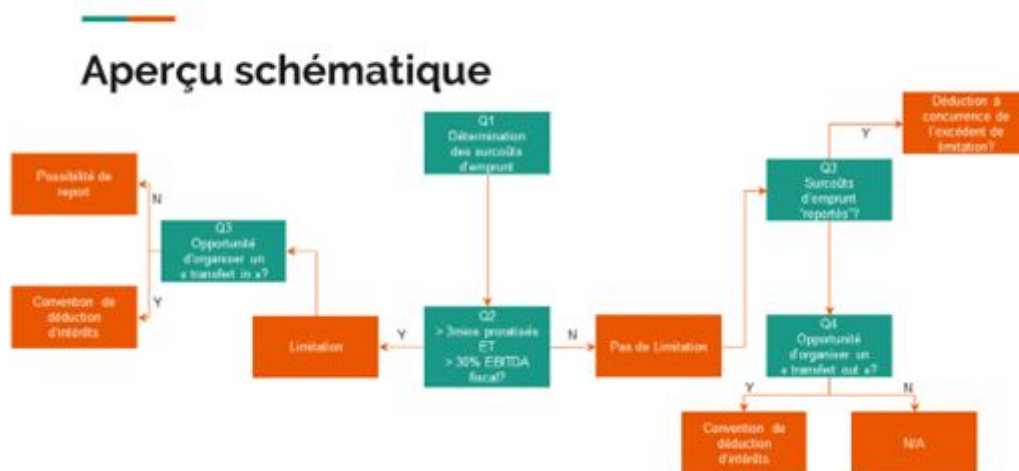 Aperçu schématique
Q1
Détermination
des surcoûts
d'emprunt
Déduction à
concurrence de
l'excédent de
limitation?
Y
Possibilité de
report
N
Q3
Surcoûts
d'emprunt
"reportés"?
Q3
Opportunité
d'organiser un
« transfert in »?
Convention de
déduction
d'intérêts
Y
Limitation
Y
Q2
> 3mios proratisés
ET
> 30% EBITDA
fiscal?
N
Pas de Limitation
Q4
Opportunité
d'organiser un
« transfert out »?
Y
N
Convention de
déduction
d'intérêts
N/A